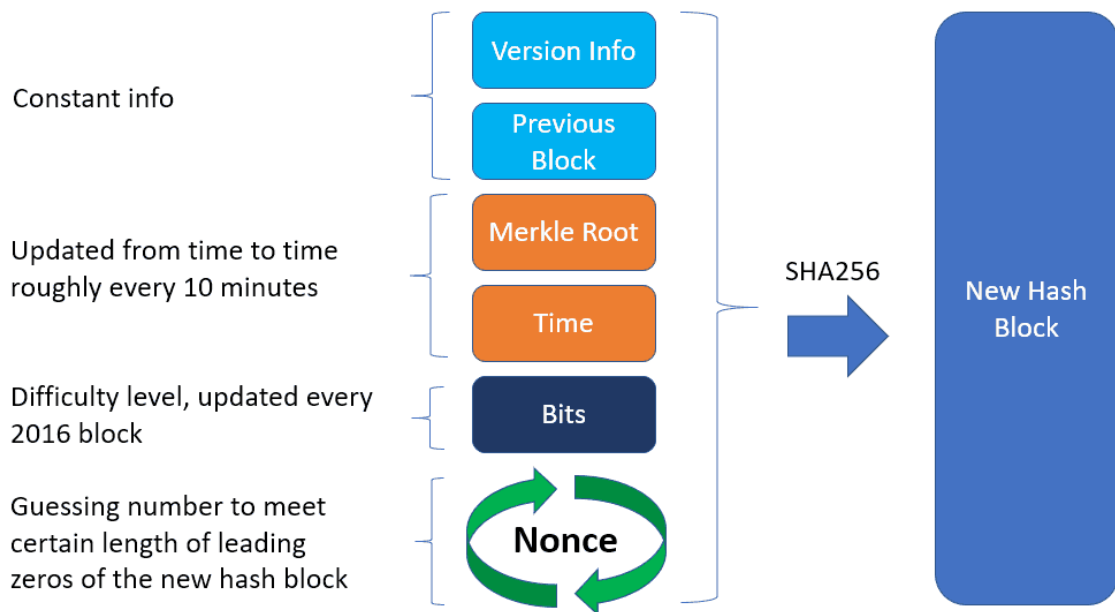 Constant info
Version Info
Previous
Block
Updated from time to time
roughly every 10 minutes
Merkle Root
Time
Difficulty level, updated every
2016 block
Bits
Guessing number to meet
certain length of leading
zeros of the new hash block
Nonce
SHA256
New Hash
Block